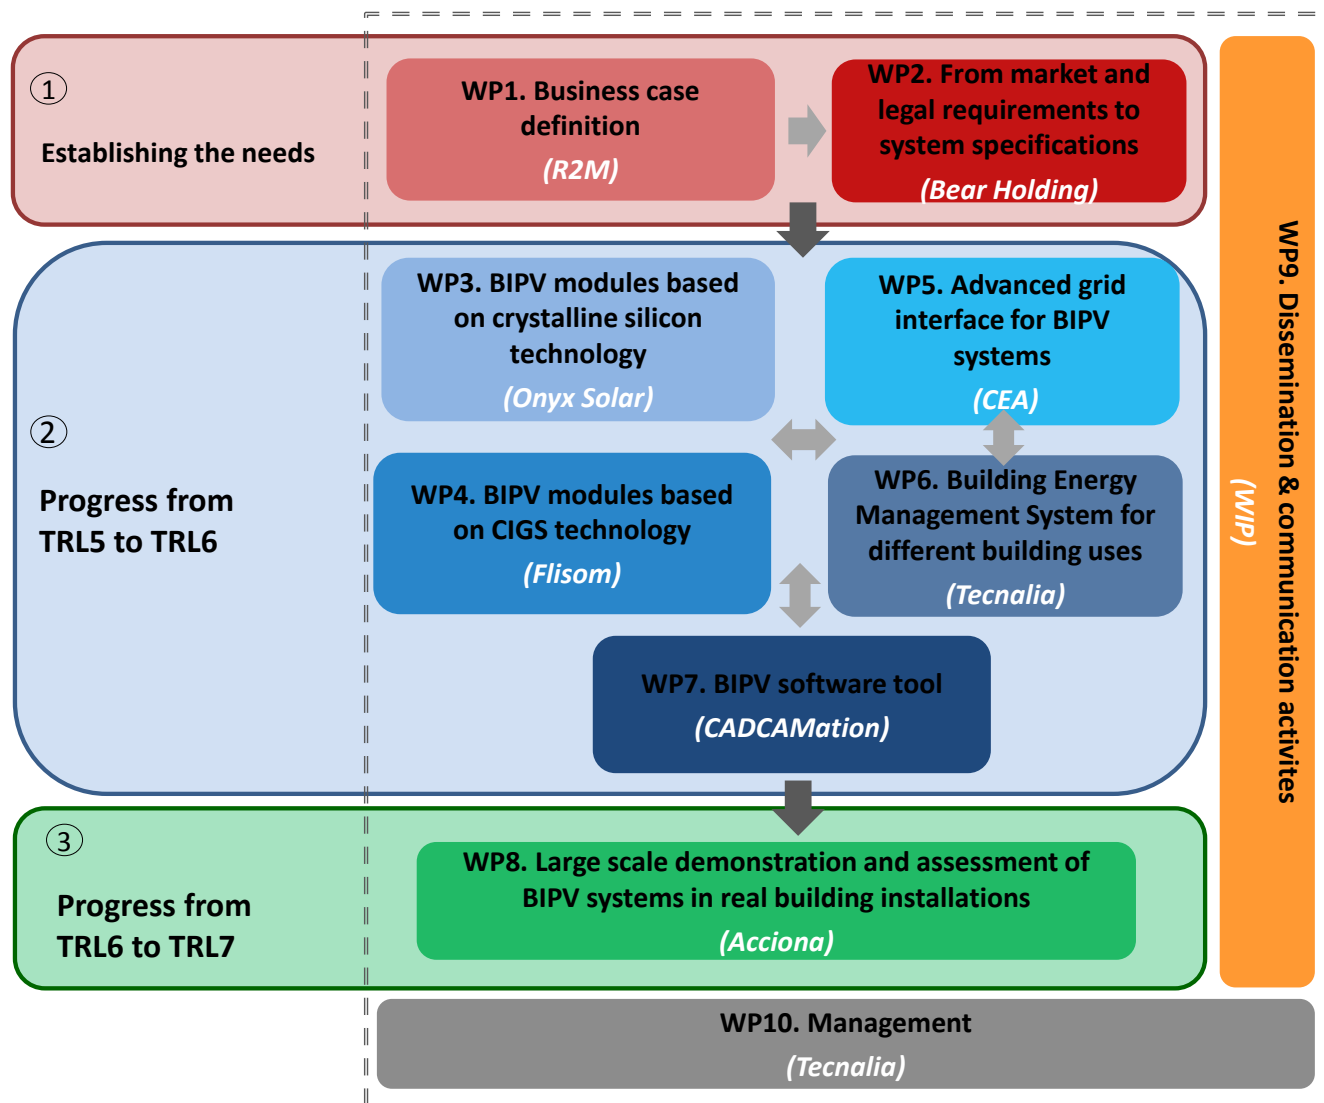 ①
Establishing the needs
WP1. Business case
definition
(R2M)
WP2. From market and
legal requirements to
system specifications
(Bear Holding)
②
Progress from
TRL5 to TRL6
WP3. BIPV modules based
on crystalline silicon
technology
(Onyx Solar)
WP5. Advanced grid
interface for BIPV
systems
(CEA)
WP4. BIPV modules based
on CIGS technology
(Flisom)
WP6. Building Energy
Management System for
different building uses
(Tecnalia)
WP7. BIPV software tool
(CADCAMation)
③
Progress from
TRL6 to TRL7
WP8. Large scale demonstration and assessment of
BIPV systems in real building installations
(Acciona)
WP9. Dissemination & communication activites
(WIP)
WP10. Management
(Tecnalia)